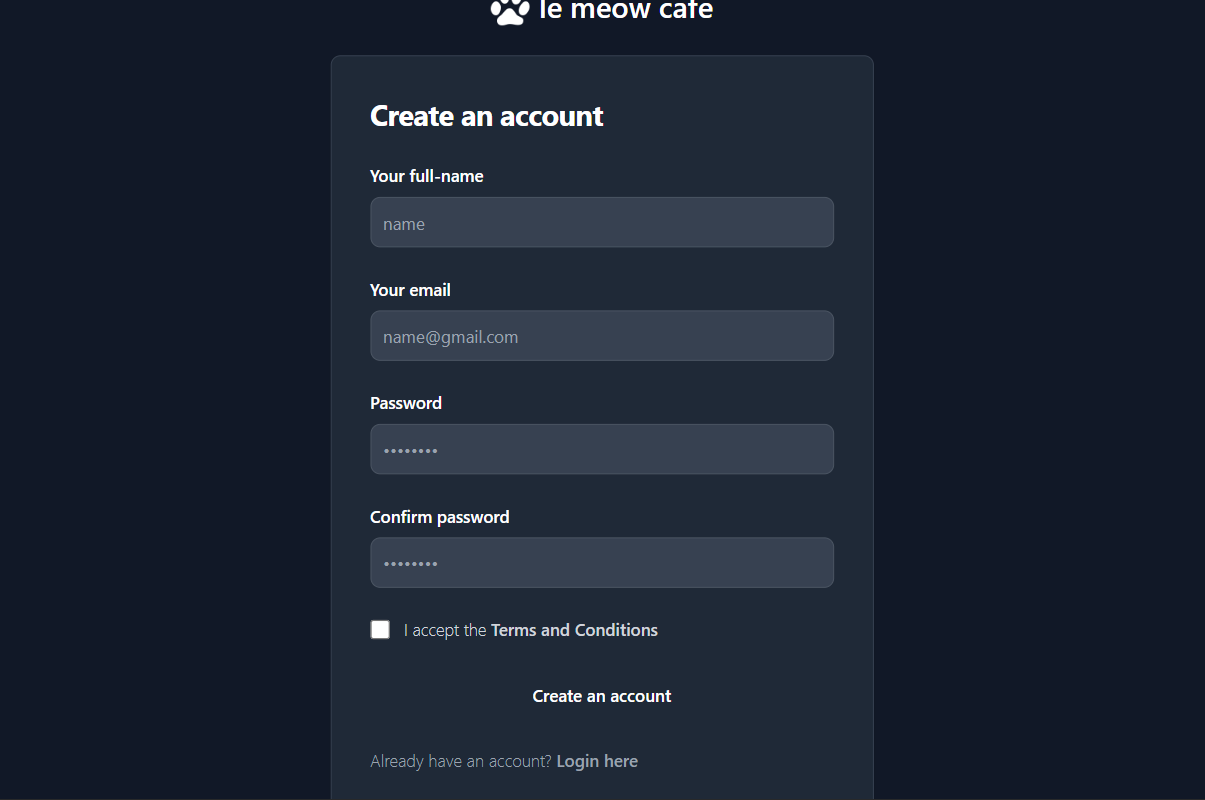 le meow cafe
Create an account
Your full-name
name
Your email
name@gmail.com
Password
••••••••
Confirm password
••••••••
I accept the Terms and Conditions
Create an account
Already have an account? Login here